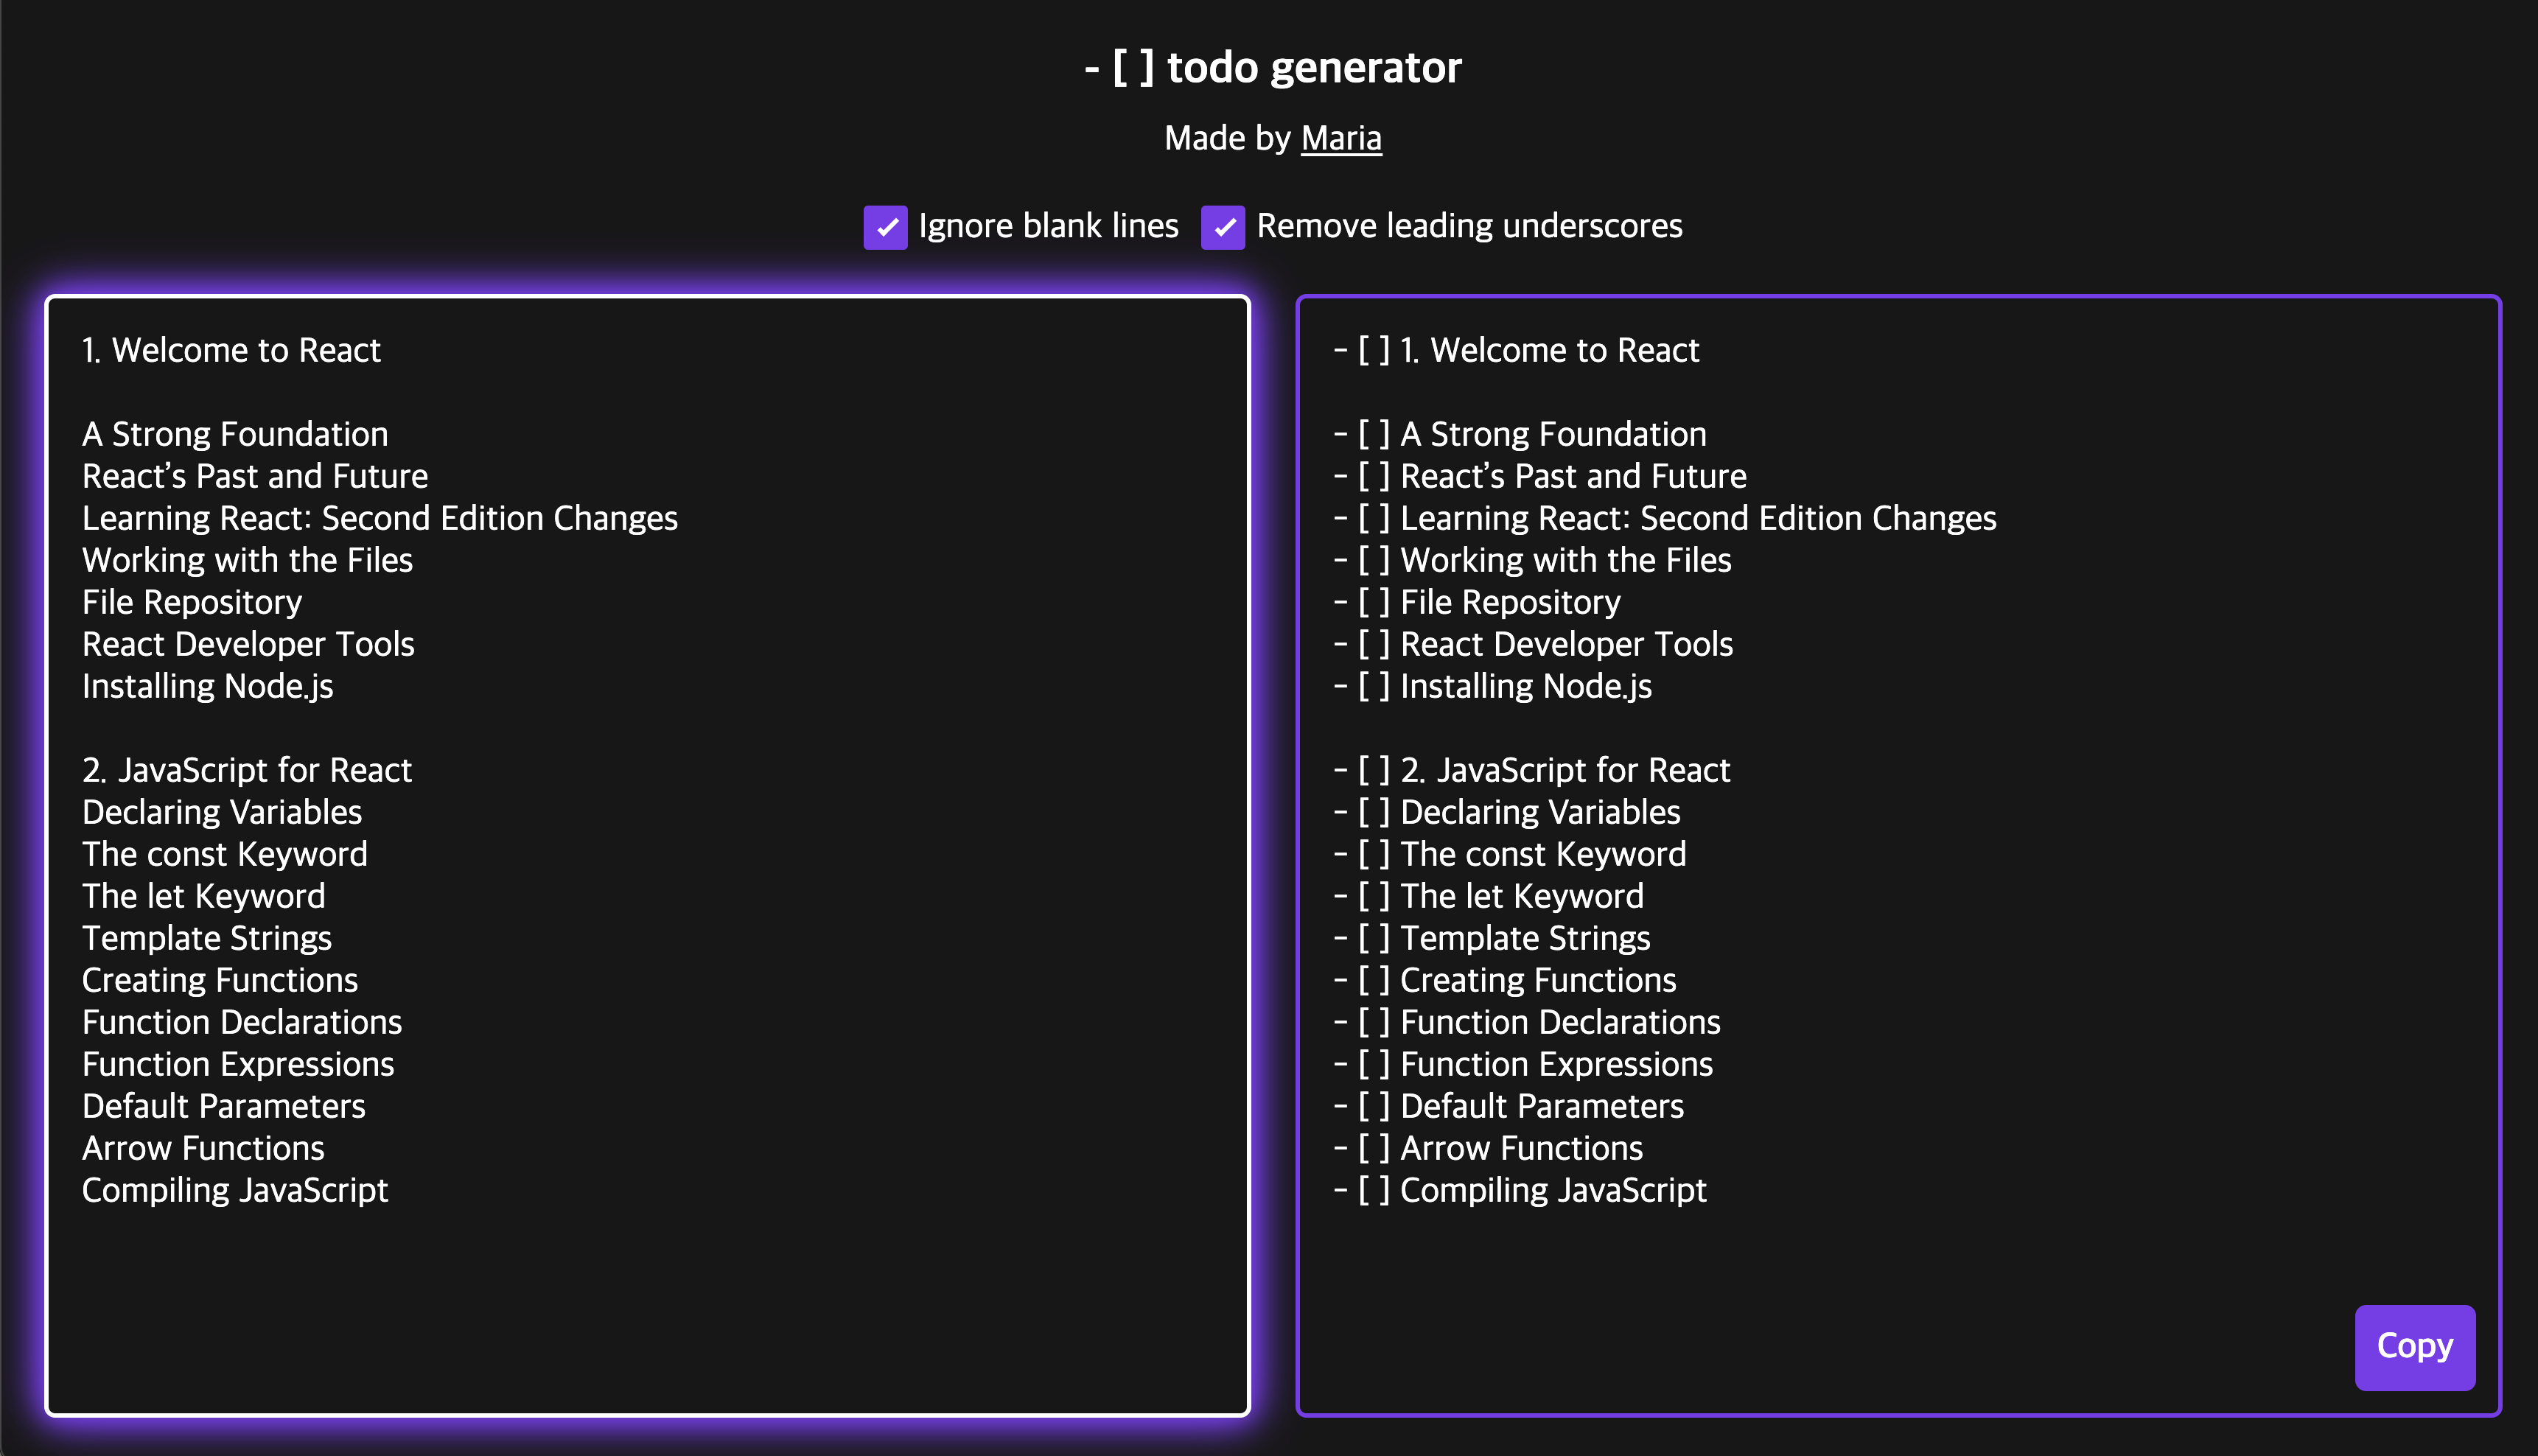 - [ ] todo generator
Made by Maria
Ignore blank lines
Remove leading underscores
1. Welcome to React
A Strong Foundation
React’s Past and Future
Learning React: Second Edition Changes
Working with the Files
File Repository
React Developer Tools
Installing Node.js
2. JavaScript for React
Declaring Variables
The const Keyword
The let Keyword
Template Strings
Creating Functions
Function Declarations
Function Expressions
Default Parameters
Arrow Functions
Compiling JavaScript
- [ ] 1. Welcome to React
- [ ] A Strong Foundation
- [ ] React’s Past and Future
- [ ] Learning React: Second Edition Changes
- [ ] Working with the Files
- [ ] File Repository
- [ ] React Developer Tools
- [ ] Installing Node.js
- [ ] 2. JavaScript for React
- [ ] Declaring Variables
- [ ] The const Keyword
- [ ] The let Keyword
- [ ] Template Strings
- [ ] Creating Functions
- [ ] Function Declarations
- [ ] Function Expressions
- [ ] Default Parameters
- [ ] Arrow Functions
- [ ] Compiling JavaScript
Copy